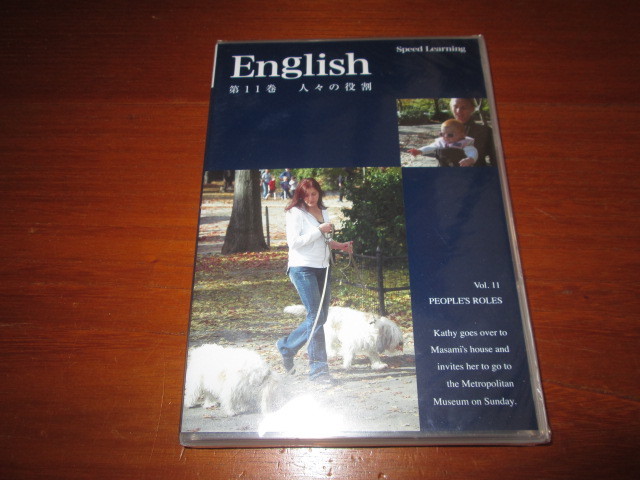 Speed Learning
English
第11巻 人々の役割
Vol. 11
PEOPLE'S ROLES
Kathy goes over to
Masami's house and
invites her to go to
the Metropolitan
Museum on Sunday.